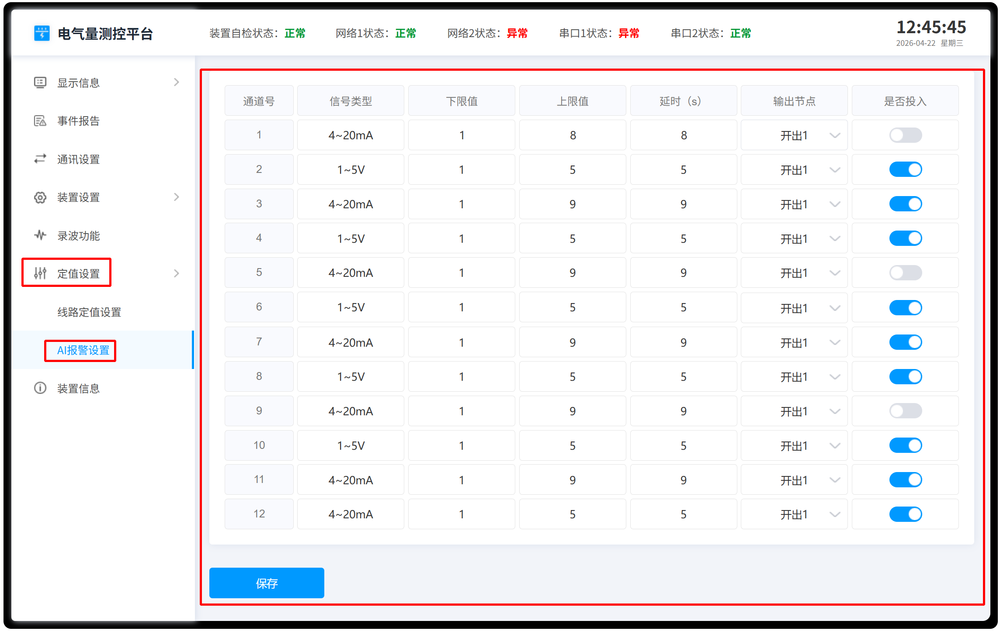 电气量测控平台
装置自检状态：正常 网络1状态：正常 网络2状态：异常 串口1状态：异常 串口2状态：正常
12:45:45
2026-04-22 星期三
显示信息
事件报告
通讯设置
装置设置
录波功能
定值设置
线路定值设置
AI报警设置
装置信息
通道号 信号类型 下限值 上限值 延时（s） 输出节点 是否投入
1 4~20mA 1 8 8 开出1
2 1~5V 1 5 5 开出1
3 4~20mA 1 9 9 开出1
4 1~5V 1 5 5 开出1
5 4~20mA 1 9 9 开出1
6 1~5V 1 5 5 开出1
7 4~20mA 1 9 9 开出1
8 1~5V 1 5 5 开出1
9 4~20mA 1 9 9 开出1
10 1~5V 1 5 5 开出1
11 4~20mA 1 9 9 开出1
12 4~20mA 1 5 5 开出1
保存